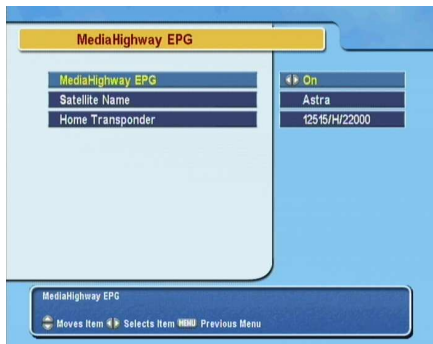 MediaHighway EPG
MediaHighway EPG On
Satellite Name Astra
Home Transponder 12515/H/22000
MediaHighway EPG
Moves Item Selects Item MENU Previous Menu